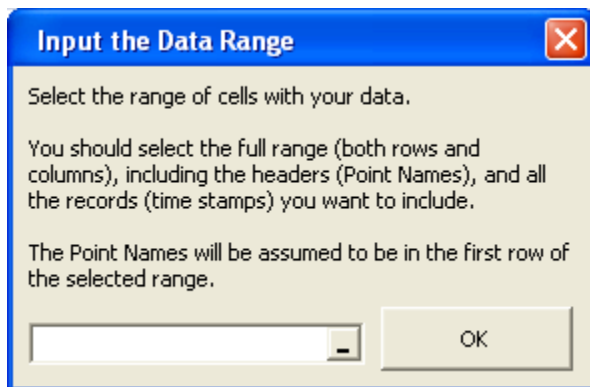 Input the Data Range
Select the range of cells with your data.
You should select the full range (both rows and
columns), including the headers (Point Names), and all
the records (time stamps) you want to include.
The Point Names will be assumed to be in the first row of
the selected range.
OK